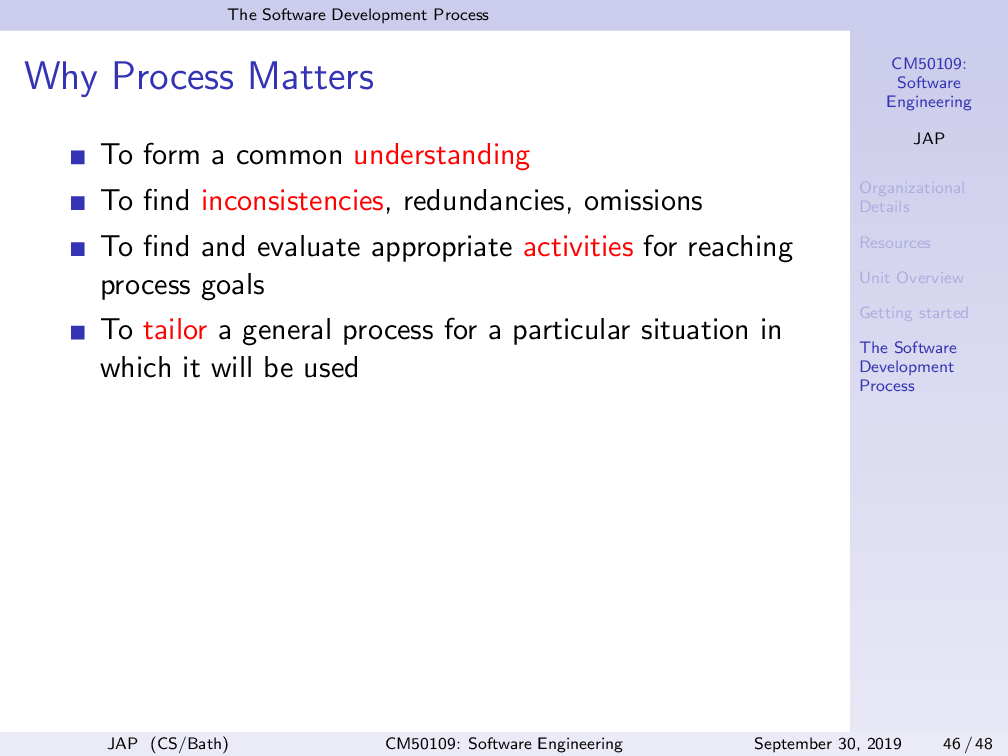 The Software Development Process
Why Process Matters
To form a common understanding
To find inconsistencies, redundancies, omissions
To find and evaluate appropriate activities for reaching
process goals
To tailor a general process for a particular situation in
which it will be used
CM50109:
Software
Engineering
JAP
Organizational
Details
Resources
Unit Overview
Getting started
The Software
Development
Process
JAP (CS/Bath)
CM50109: Software Engineering
September 30, 2019
46 / 48